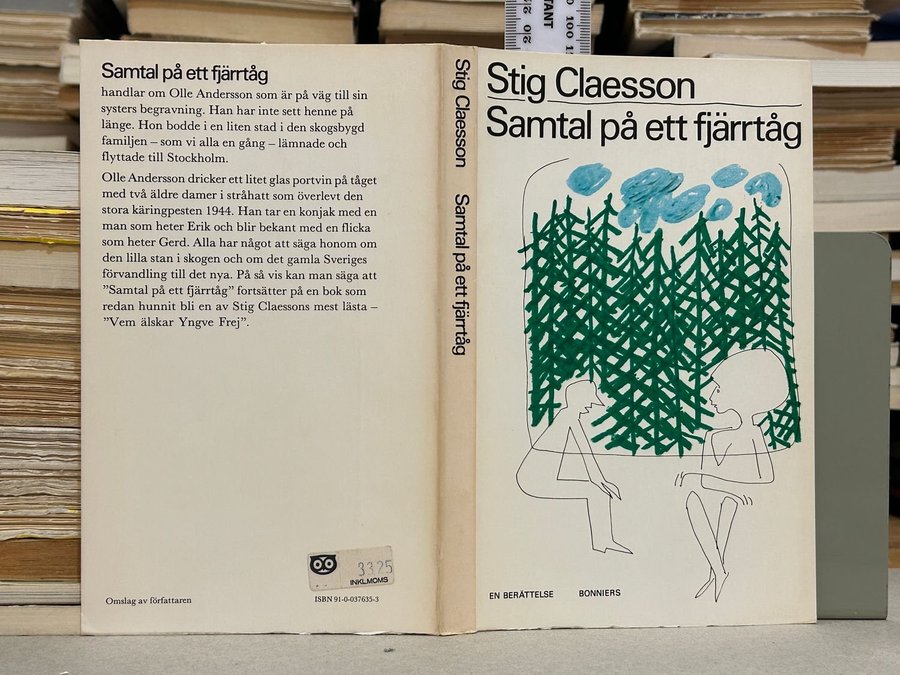 Samtal på ett fjärrtåg
handlar om Olle Andersson som är på väg till sin
systers begravning. Han har inte sett henne på
länge. Hon bodde i en liten stad i den skogsbygd
familjen – som vi alla en gång – lämnade och
flyttade till Stockholm.
Olle Andersson dricker ett litet glas portvin på tåget
med två äldre damer i stråhatt som överlevt den
stora käringpesten 1944. Han tar en konjak med en
man som heter Erik och blir bekant med en flicka
som heter Gerd. Alla har något att säga honom om
den lilla stan i skogen och om det gamla Sveriges
förvandling till det nya. På så vis kan man säga att
”Samtal på ett fjärrtåg” fortsätter på en bok som
redan hunnit bli en av Stig Claessons mest lästa –
”Vem älskar Yngve Frej”.
3325
INKL.MOMS
Omslag av författaren
ISBN 91-0-037635-3
Stig Claesson Samtal på ett fjärrtåg
Stig Claesson
Samtal på ett fjärrtåg
EN BERÄTTELSE BONNIERS